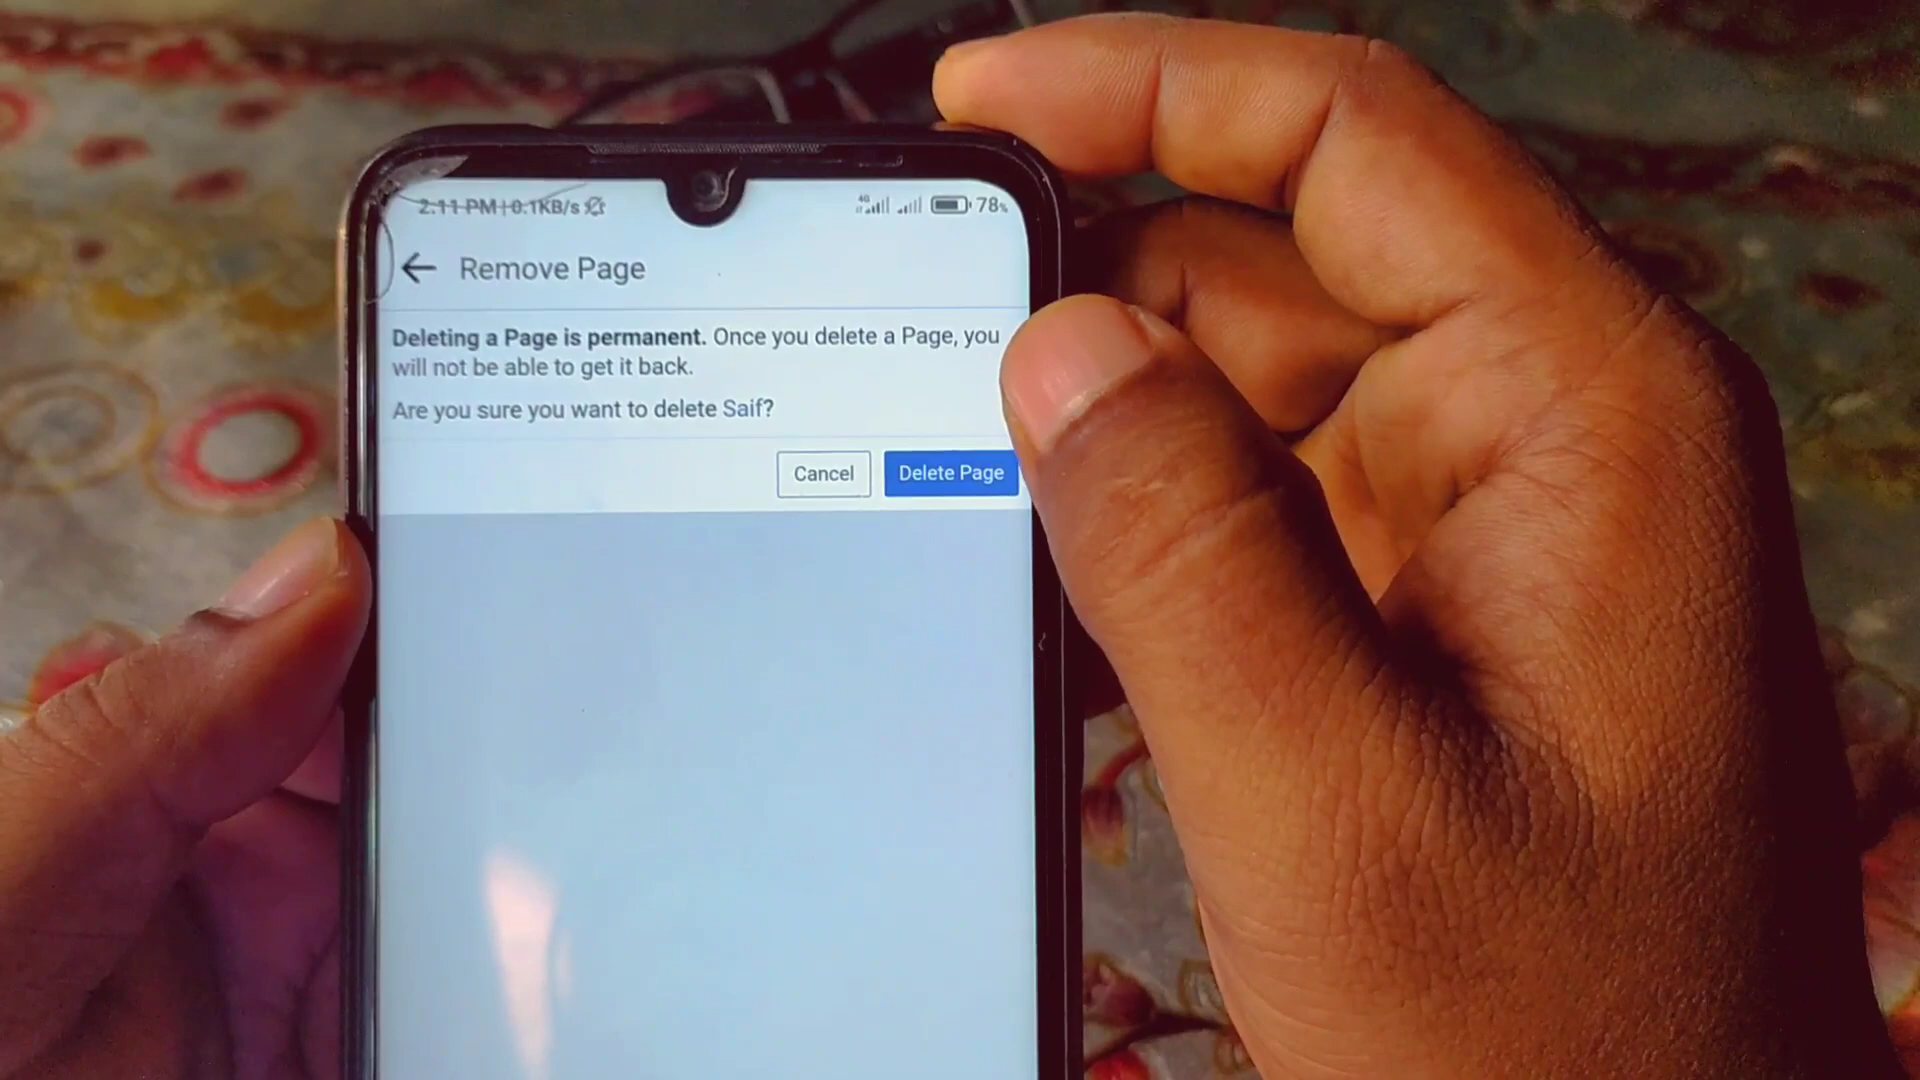 2:11 PM | 0.1KB/s 4G 78%
Remove Page
Deleting a Page is permanent. Once you delete a Page, you
will not be able to get it back.
Are you sure you want to delete Saif?
Cancel Delete Page